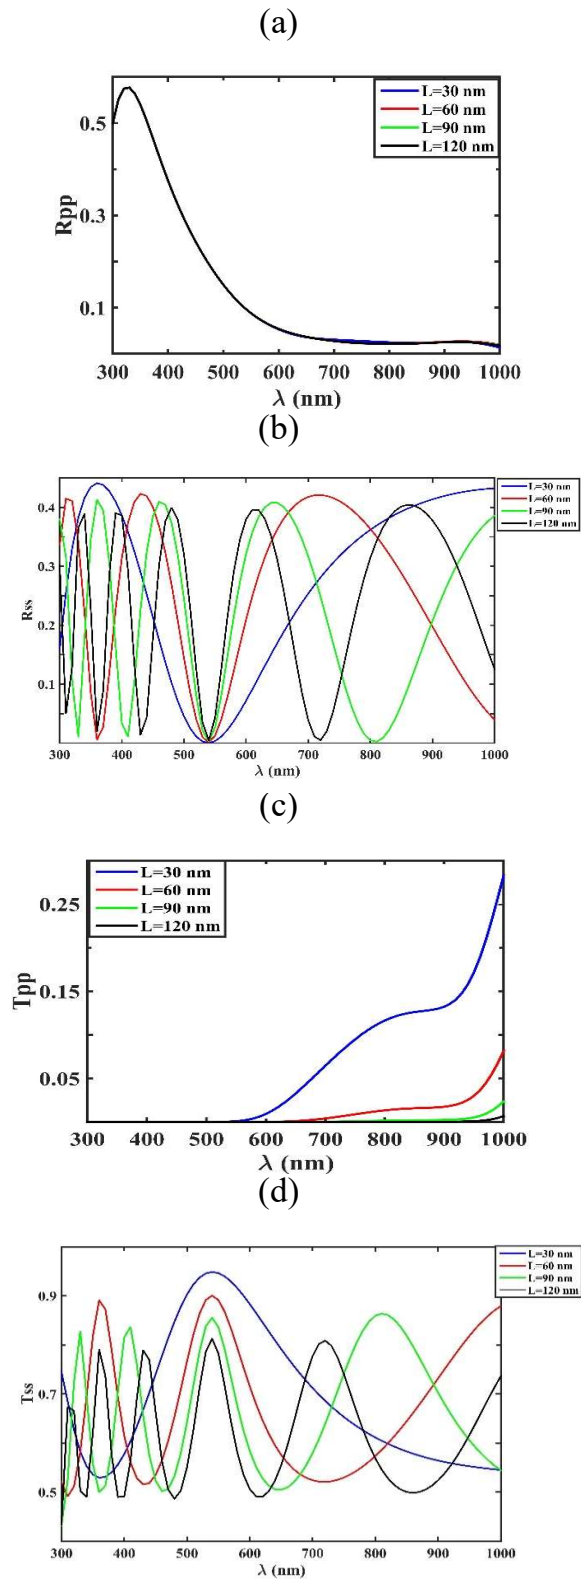 (a)
L=30 nm
L=60 nm
L=90 nm
L=120 nm
0.5
0.3
0.1
Rpp
300 400 500 600 700 800 900 1000
λ (nm)
(b)
L=30 nm
L=60 nm
L=90 nm
L=120 nm
0.4
0.3
0.2
0.1
Rss
300 400 500 600 700 800 900 1000
λ (nm)
(c)
L=30 nm
L=60 nm
L=90 nm
L=120 nm
0.25
0.15
0.05
Tpp
300 400 500 600 700 800 900 1000
λ (nm)
(d)
L=30 nm
L=60 nm
L=90 nm
L=120 nm
0.9
0.7
0.5
Tss
300 400 500 600 700 800 900 1000
λ (nm)